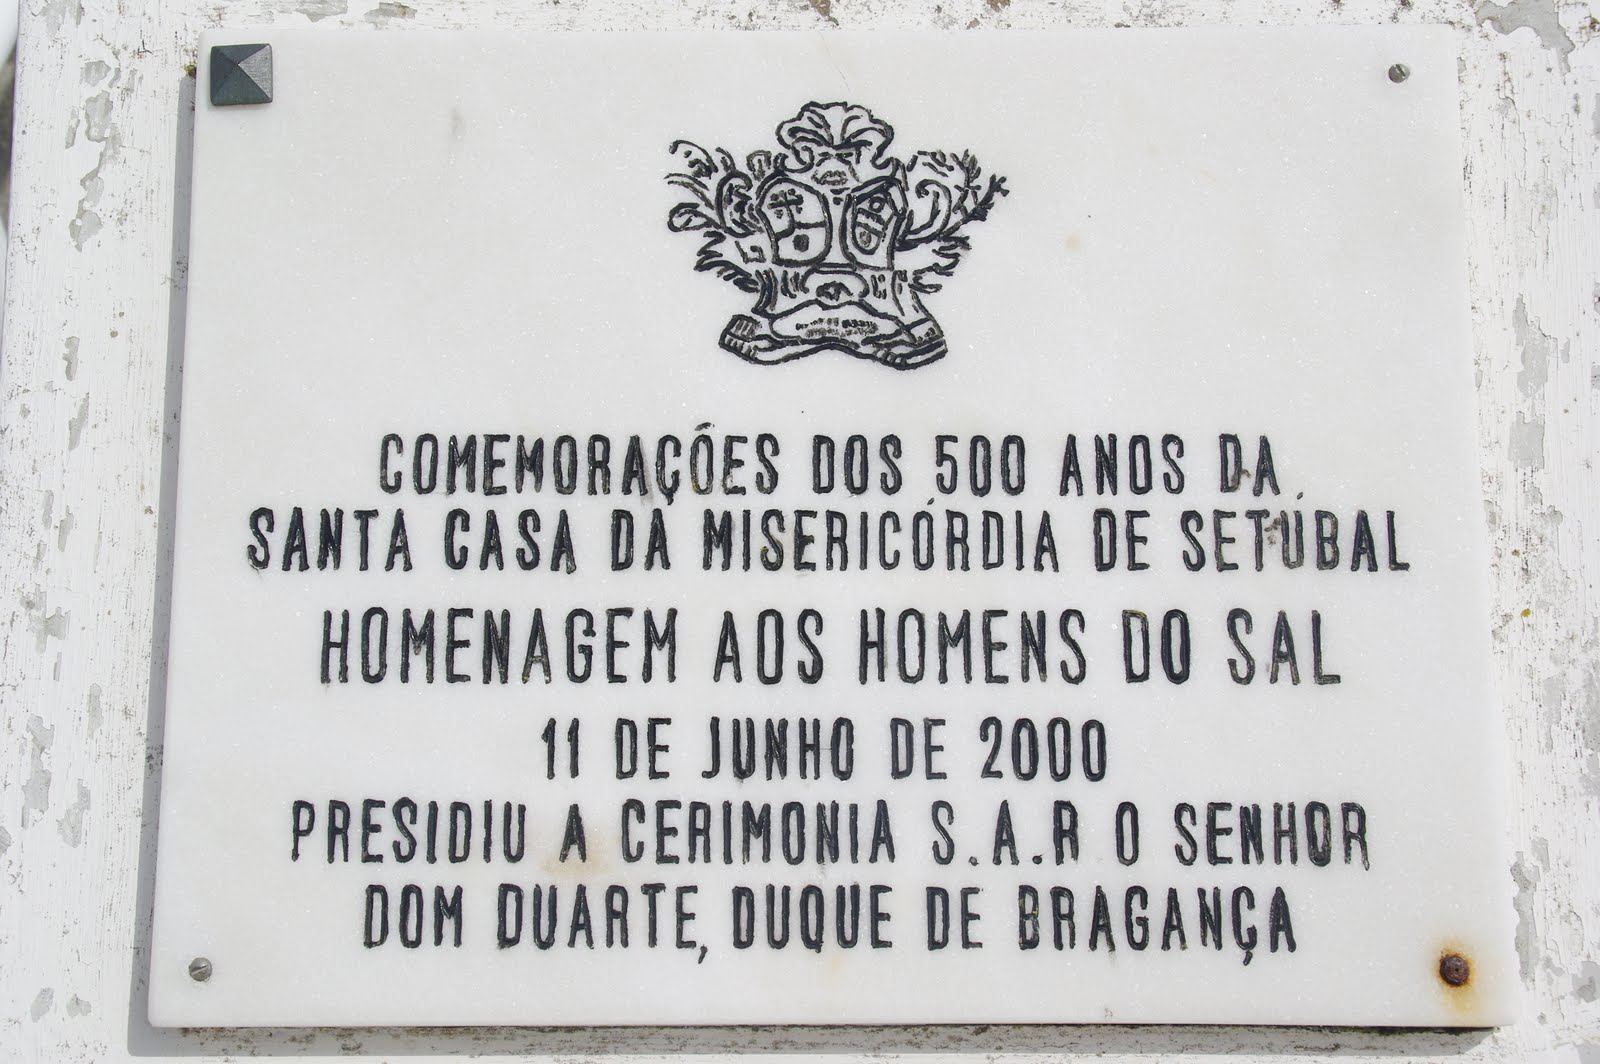 COMEMORAÇÕES DOS 500 ANOS DA
SANTA CASA DA MISERICÓRDIA DE SETÚBAL
HOMENAGEM AOS HOMENS DO SAL
11 DE JUNHO DE 2000
PRESIDIU A CERIMONIA S.A.R O SENHOR
DOM DUARTE, DUQUE DE BRAGANÇA